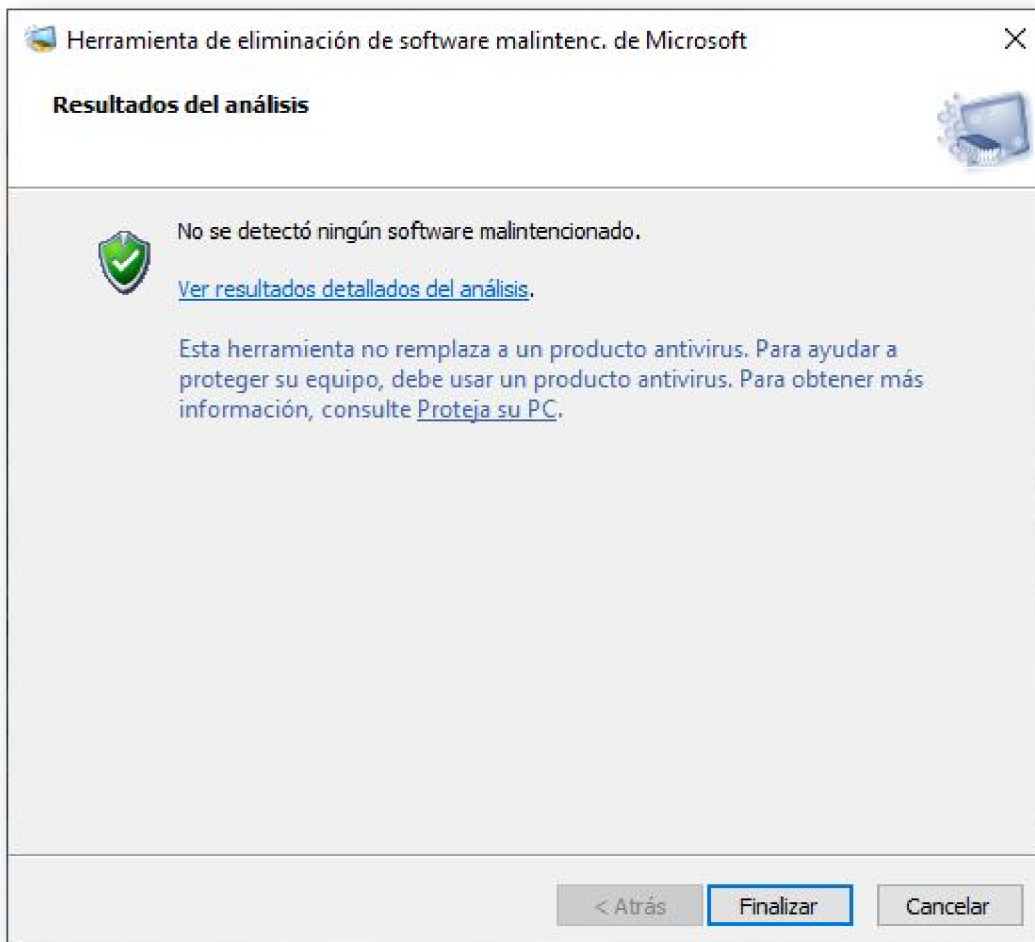 Herramienta de eliminación de software malintenc. de Microsoft
Resultados del análisis
No se detectó ningún software malintencionado.
Ver resultados detallados del análisis.
Esta herramienta no remplaza a un producto antivirus. Para ayudar a
proteger su equipo, debe usar un producto antivirus. Para obtener más
información, consulte Proteja su PC.
< Atrás
Finalizar
Cancelar